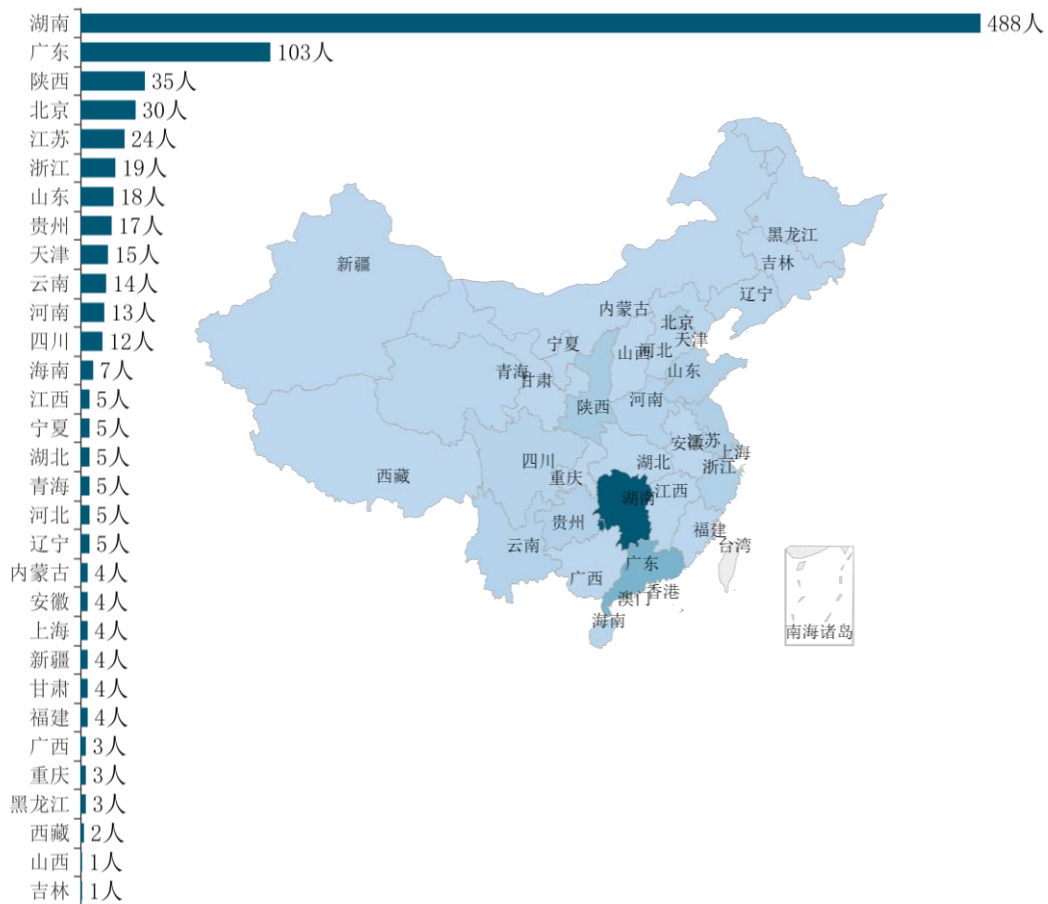 湖南 488人
广东 103人
陕西 35人
北京 30人
江苏 24人
浙江 19人
山东 18人
贵州 17人
天津 15人
云南 14人
河南 13人
四川 12人
海南 7人
江西 5人
宁夏 5人
湖北 5人
青海 5人
河北 5人
辽宁 5人
内蒙古 4人
安徽 4人
上海 4人
新疆 4人
甘肃 4人
福建 4人
广西 3人
重庆 3人
黑龙江 3人
西藏 2人
山西 1人
吉林 1人
黑龙江
吉林
新疆
辽宁
内蒙古
北京
天津
宁夏
山西
河北
青海
甘肃
山东
河南
陕西
安徽
江苏
上海
四川
湖北
浙江
重庆
西藏
湖南
江西
贵州
福建
云南
台湾
广东
广西
香港
澳门
海南
南海诸岛